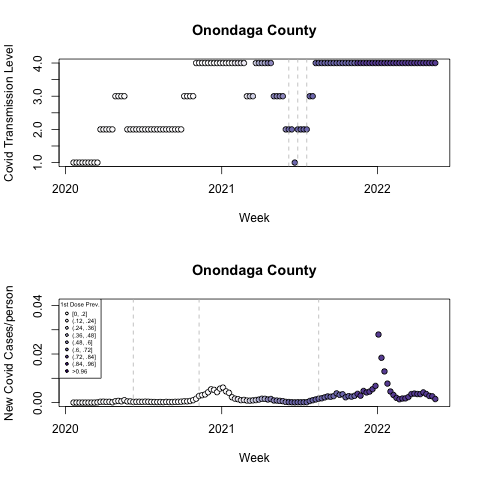 Onondaga County
Covid Transmission Level
4.0
3.0
2.0
1.0
2020 2021 2022
Week
Onondaga County
New Covid Cases/person
0.04
0.02
0.00
1st Dose Prev.
[0, .2]
(.12, .24]
(.24, .36]
(.36, .48]
(.48, .6]
(.6, .72]
(.72, .84]
(.84, .96]
>0.96
2020 2021 2022
Week